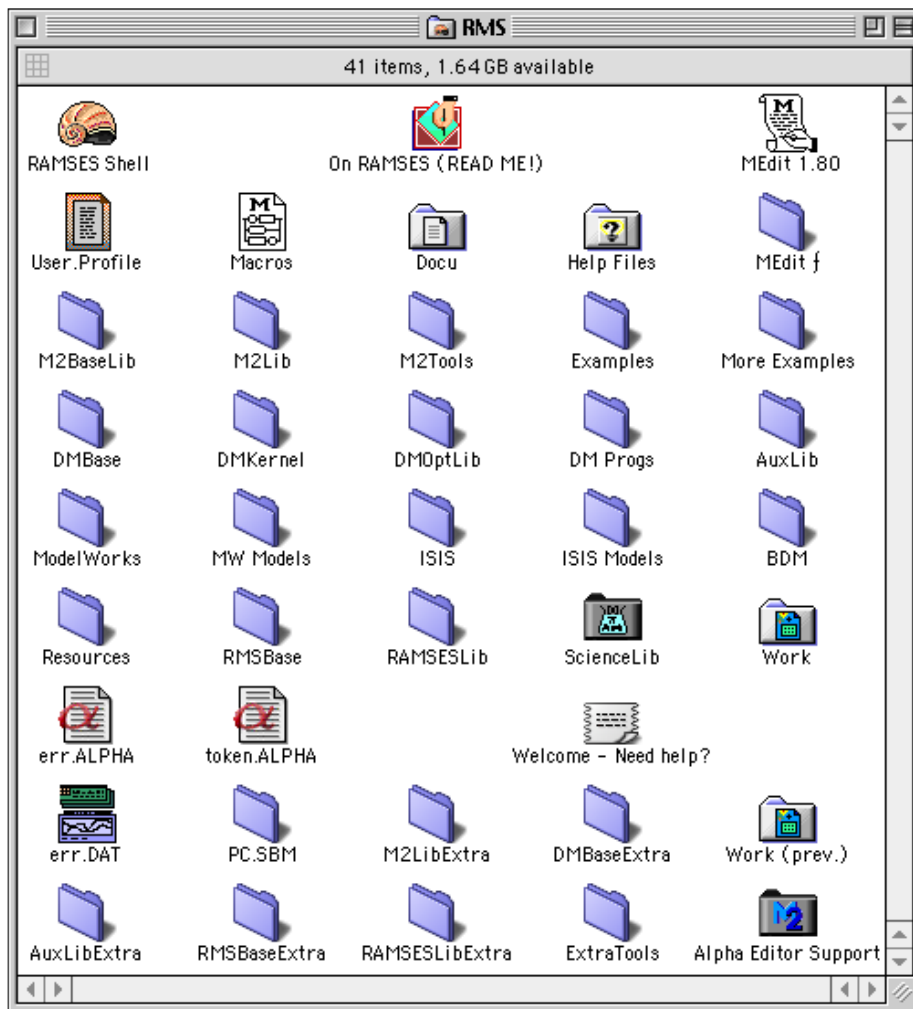 RMS
41 items, 1.64 GB available
RAMSES Shell
On RAMSES (READ ME!)
MEdit 1.80
User.Profile
Macros
Docu
Help Files
MEdit ƒ
M2BaseLib
M2Lib
M2Tools
Examples
More Examples
DMBase
DMKernel
DMOptLib
DM Progs
AuxLib
ModelWorks
MW Models
ISIS
ISIS Models
BDM
Resources
RMSBase
RAMSESLib
ScienceLib
Work
err.ALPHA
token.ALPHA
Welcome - Need help?
err.DAT
PC.SBM
M2LibExtra
DMBaseExtra
Work (prev.)
AuxLibExtra
RMSBaseExtra
RAMSESLibExtra
ExtraTools
Alpha Editor Support